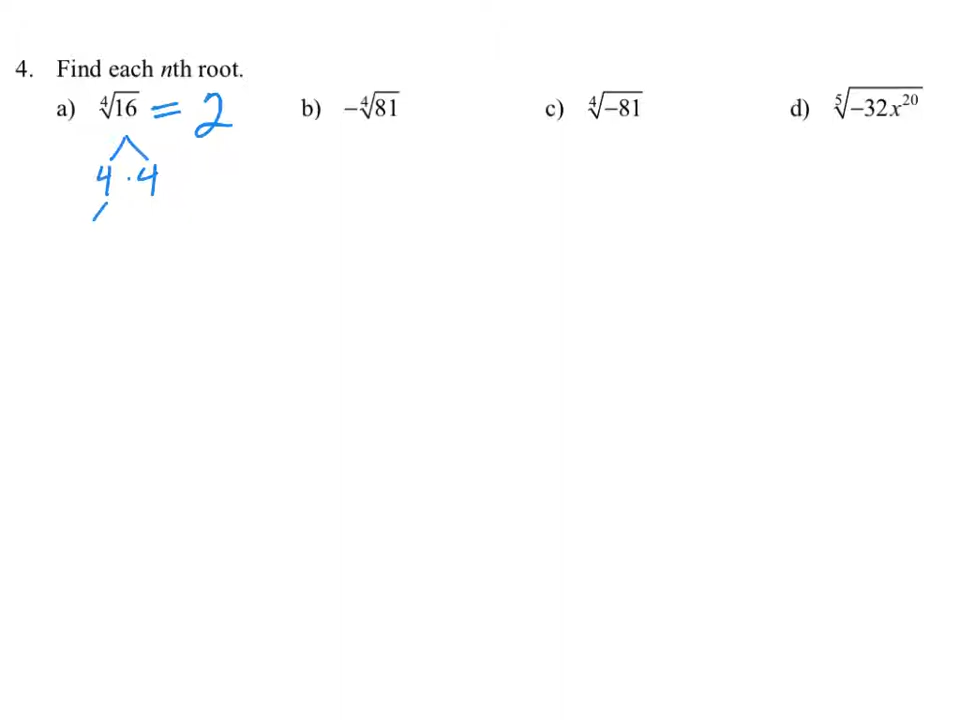 4. Find each nth root.
a) ∜16 = 2 b) −∜81 c) ∜−81 d) ⁵√−32x²⁰
4 · 4